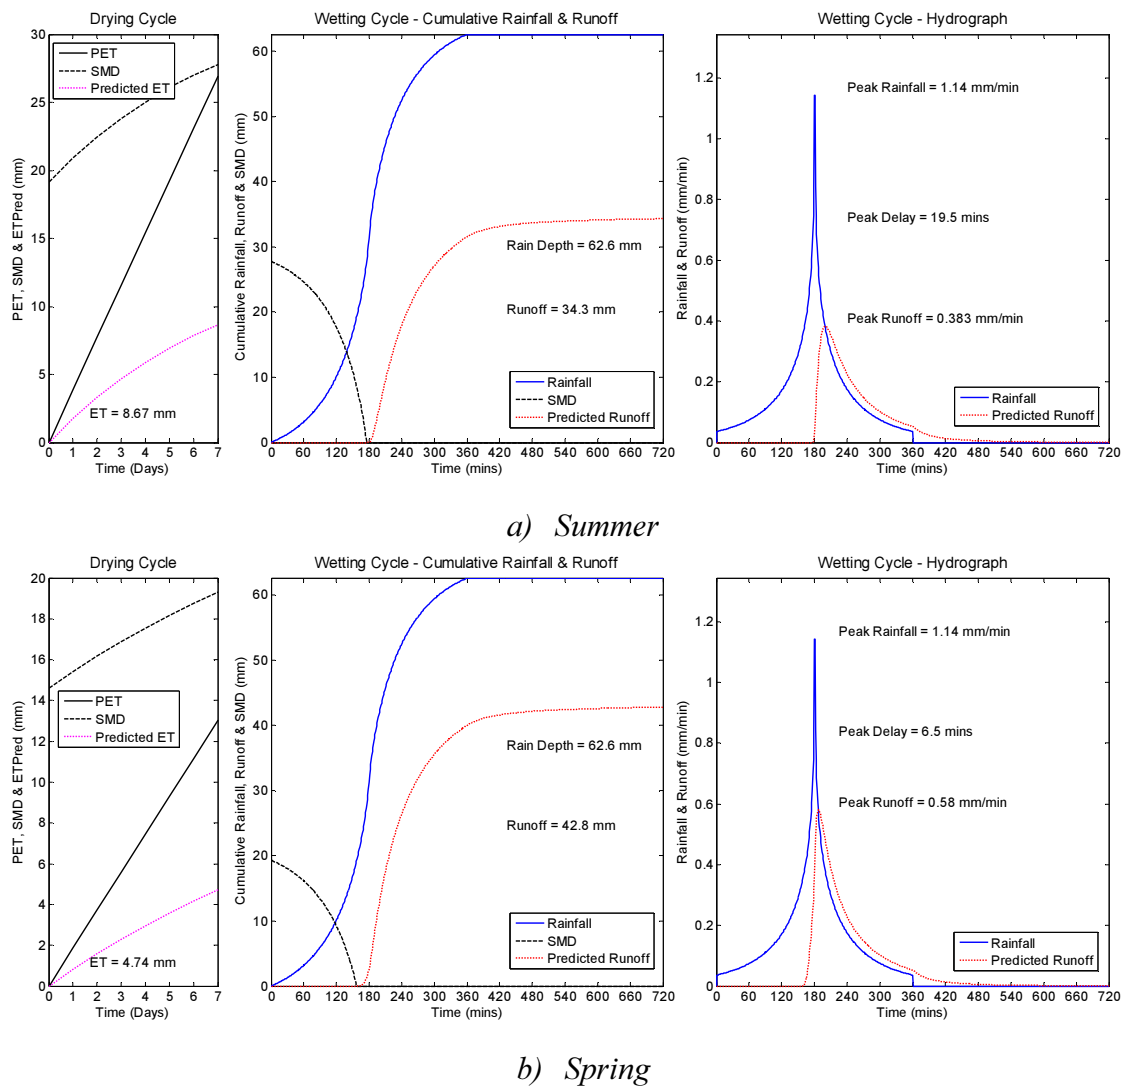 Drying Cycle
30
25
20
15
10
5
0
PET, SMD & ETPred (mm)
PET
SMD
Predicted ET
ET = 8.67 mm
0 1 2 3 4 5 6 7
Time (Days)
Wetting Cycle - Cumulative Rainfall & Runoff
60
50
40
30
20
10
0
Cumulative Rainfall, Runoff & SMD (mm)
Rain Depth = 62.6 mm
Runoff = 34.3 mm
Rainfall
SMD
Predicted Runoff
0 60 120 180 240 300 360 420 480 540 600 660 720
Time (mins)
Wetting Cycle - Hydrograph
1.2
1
0.8
0.6
0.4
0.2
0
Rainfall & Runoff (mm/min)
Peak Rainfall = 1.14 mm/min
Peak Delay = 19.5 mins
Peak Runoff = 0.383 mm/min
Rainfall
Predicted Runoff
0 60 120 180 240 300 360 420 480 540 600 660 720
Time (mins)
a) Summer
Drying Cycle
20
18
16
14
12
10
8
6
4
2
0
PET, SMD & ETPred (mm)
PET
SMD
Predicted ET
ET = 4.74 mm
0 1 2 3 4 5 6 7
Time (Days)
Wetting Cycle - Cumulative Rainfall & Runoff
60
50
40
30
20
10
0
Cumulative Rainfall, Runoff & SMD (mm)
Rain Depth = 62.6 mm
Runoff = 42.8 mm
Rainfall
SMD
Predicted Runoff
0 60 120 180 240 300 360 420 480 540 600 660 720
Time (mins)
Wetting Cycle - Hydrograph
1.2
1
0.8
0.6
0.4
0.2
0
Rainfall & Runoff (mm/min)
Peak Rainfall = 1.14 mm/min
Peak Delay = 6.5 mins
Peak Runoff = 0.58 mm/min
Rainfall
Predicted Runoff
0 60 120 180 240 300 360 420 480 540 600 660 720
Time (mins)
b) Spring